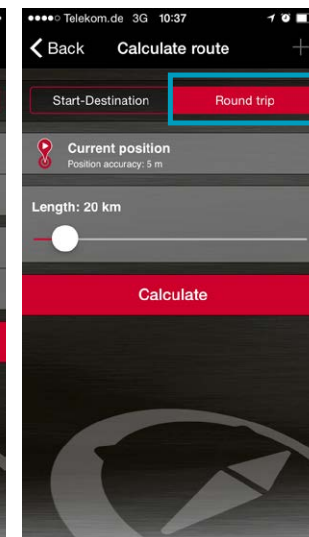 Telekom.de 3G 10:37
Back Calculate route +
Start-Destination Round trip
Current position
Position accuracy: 5 m
Length: 20 km
Calculate